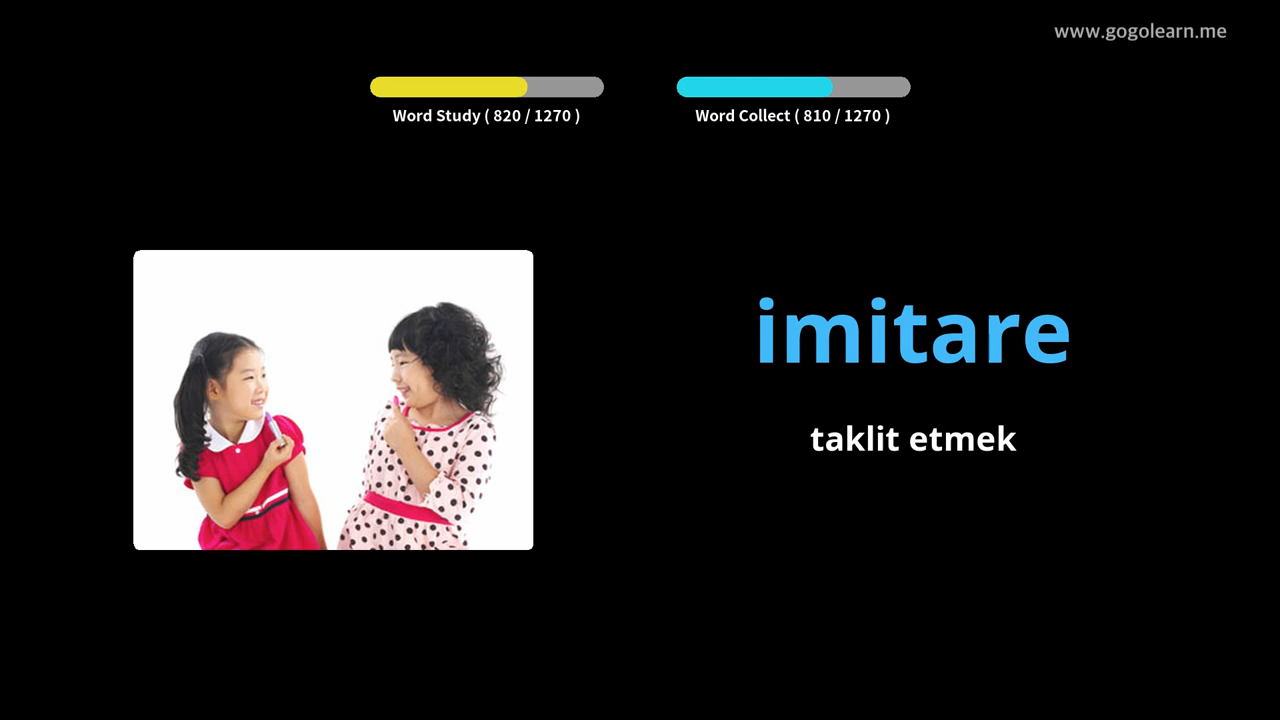 www.gogolearn.me
Word Study ( 820 / 1270 )
Word Collect ( 810 / 1270 )
imitare
taklit etmek